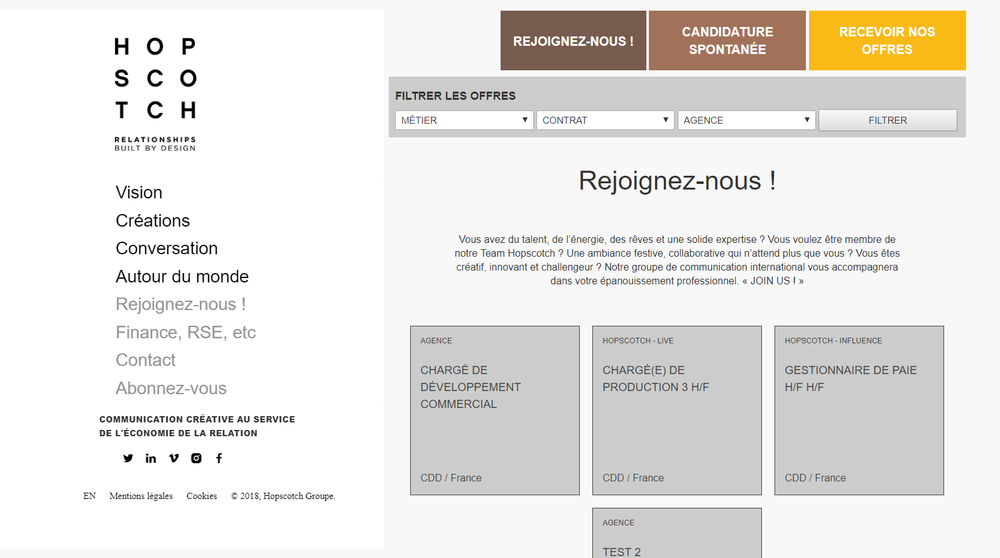 H O P
S C O
T C H
RELATIONSHIPS
BUILT BY DESIGN
Vision
Créations
Conversation
Autour du monde
Rejoignez-nous !
Finance, RSE, etc
Contact
Abonnez-vous
COMMUNICATION CRÉATIVE AU SERVICE
DE L'ÉCONOMIE DE LA RELATION
EN Mentions légales Cookies © 2018, Hopscotch Groupe.
REJOIGNEZ-NOUS !
CANDIDATURE
SPONTANÉE
RECEVOIR NOS
OFFRES
FILTRER LES OFFRES
MÉTIER CONTRAT AGENCE FILTRER
Rejoignez-nous !
Vous avez du talent, de l’énergie, des rêves et une solide expertise ? Vous voulez être membre de
notre Team Hopscotch ? Une ambiance festive, collaborative qui n’attend plus que vous ? Vous êtes
créatif, innovant et challengeur ? Notre groupe de communication international vous accompagnera
dans votre épanouissement professionnel. « JOIN US ! »
AGENCE
CHARGÉ DE
DÉVELOPPEMENT
COMMERCIAL
CDD / France
HOPSCOTCH - LIVE
CHARGÉ(E) DE
PRODUCTION 3 H/F
CDD / France
HOPSCOTCH - INFLUENCE
GESTIONNAIRE DE PAIE
H/F H/F
CDD / France
AGENCE
TEST 2